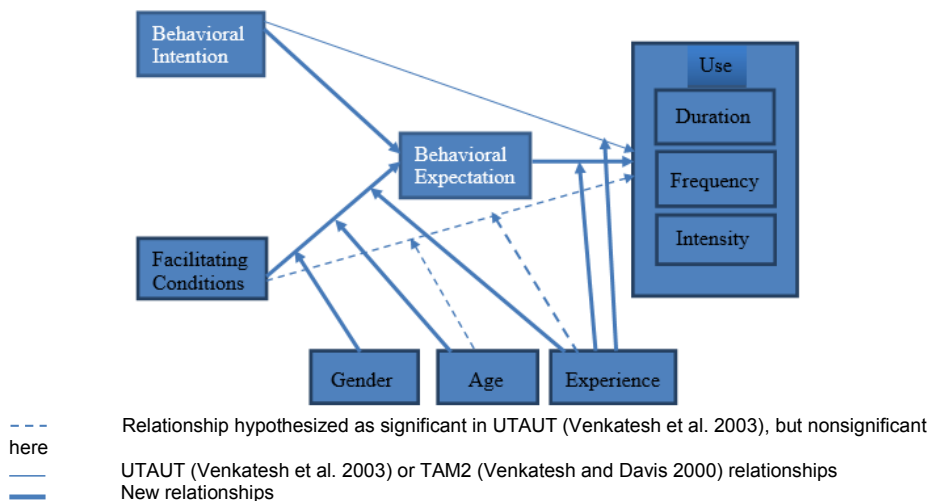 Behavioral
Intention
Use
Duration
Behavioral
Expectation
Frequency
Intensity
Facilitating
Conditions
Gender
Age
Experience
Relationship hypothesized as significant in UTAUT (Venkatesh et al. 2003), but nonsignificant
here
UTAUT (Venkatesh et al. 2003) or TAM2 (Venkatesh and Davis 2000) relationships
New relationships